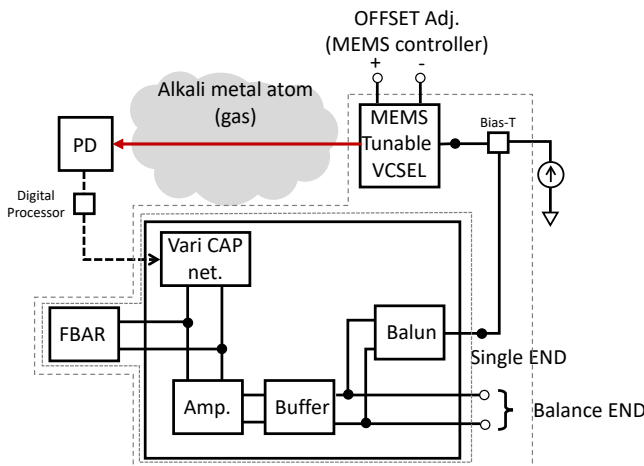 OFFSET Adj.
(MEMS controller)
+ -
Alkali metal atom
(gas)
MEMS
Tunable
VCSEL
Bias-T
PD
Digital
Processor
Vari CAP
net.
FBAR
Balun
Single END
Amp.
Buffer
Balance END